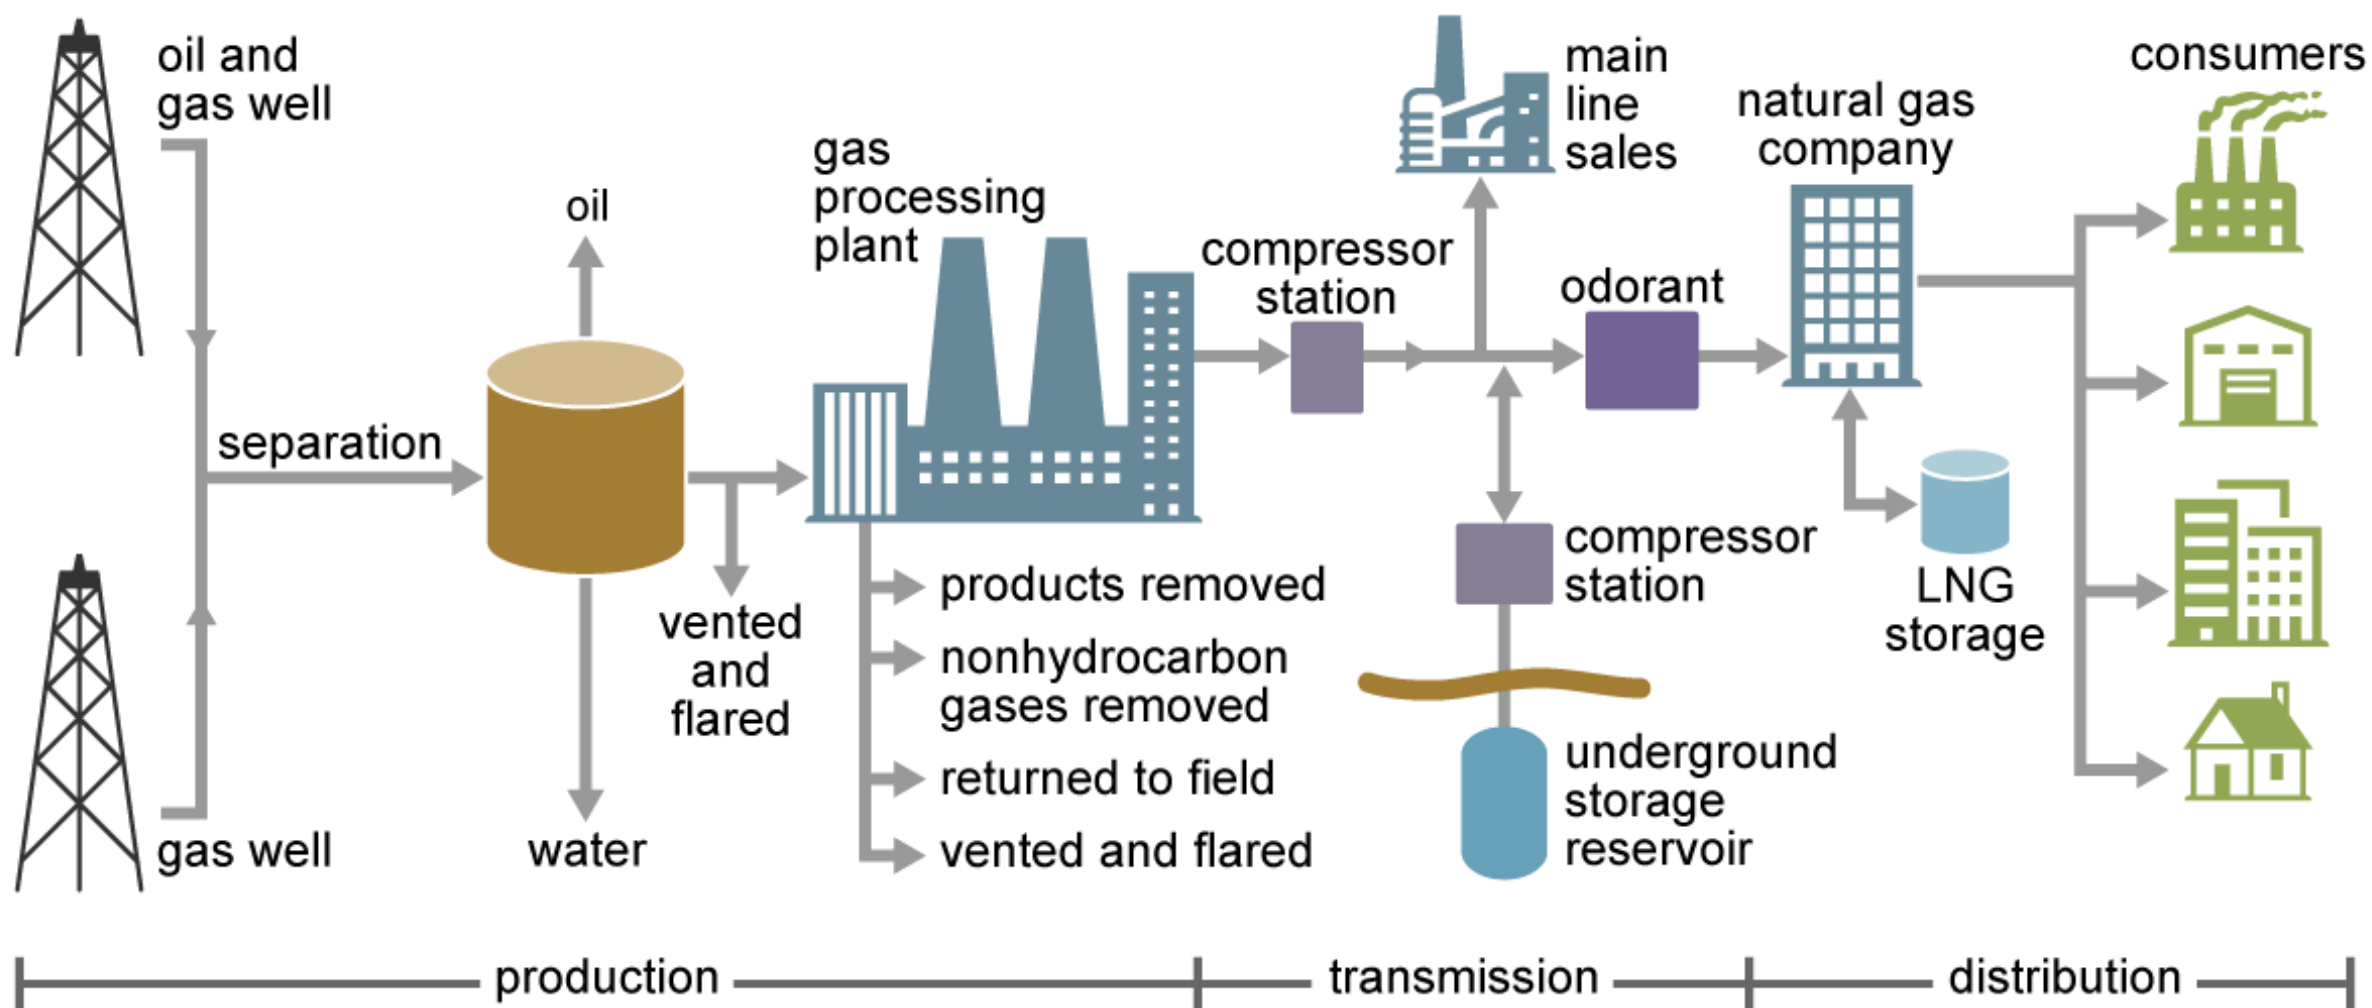 oil and
gas well
separation
gas well
oil
water
vented
and
flared
gas
processing
plant
products removed
nonhydrocarbon
gases removed
returned to field
vented and flared
compressor
station
main
line
sales
compressor
station
underground
storage
reservoir
odorant
natural gas
company
LNG
storage
consumers
production
transmission
distribution